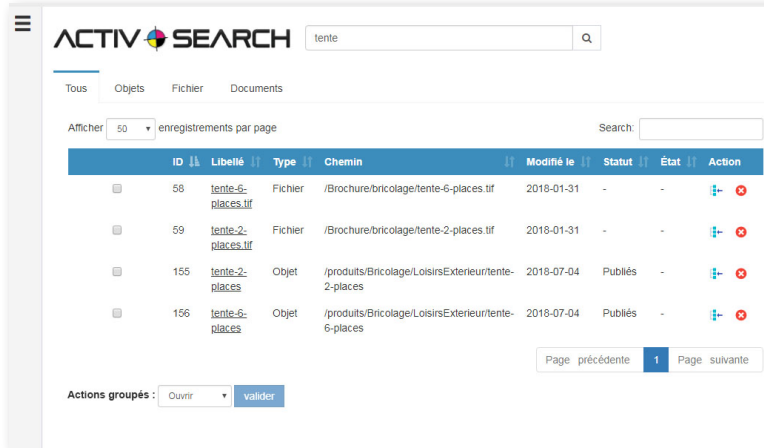 ACTIV SEARCH
tente
Tous Objets Fichier Documents
Afficher 50 enregistrements par page Search:
ID Libellé Type Chemin Modifié le Statut État Action
58 tente-6- Fichier /Brochure/bricolage/tente-6-places.tif 2018-01-31 - -
places.tif
59 tente-2- Fichier /Brochure/bricolage/tente-2-places.tif 2018-01-31 - -
places.tif
155 tente-2- Objet /produits/Bricolage/LoisirsExterieur/tente- 2018-07-04 Publiés -
places 2-places
156 tente-6- Objet /produits/Bricolage/LoisirsExterieur/tente- 2018-07-04 Publiés -
places 6-places
Page précédente 1 Page suivante
Actions groupés : Ouvrir valider